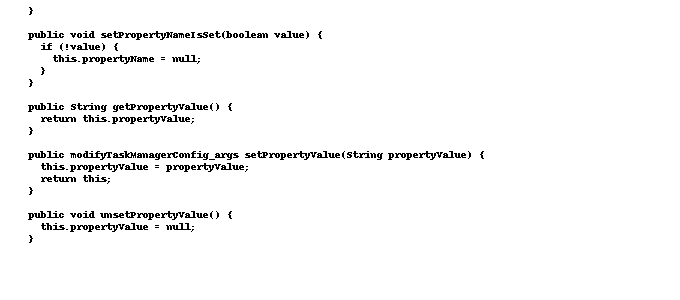 }
public void setPropertyNameIsSet(boolean value) {
if (!value) {
this.propertyName = null;
}
}
public String getPropertyValue() {
return this.propertyValue;
}
public modifyTaskManagerConfig_args setPropertyValue(String propertyValue) {
this.propertyValue = propertyValue;
return this;
}
public void unsetPropertyValue() {
this.propertyValue = null;
}